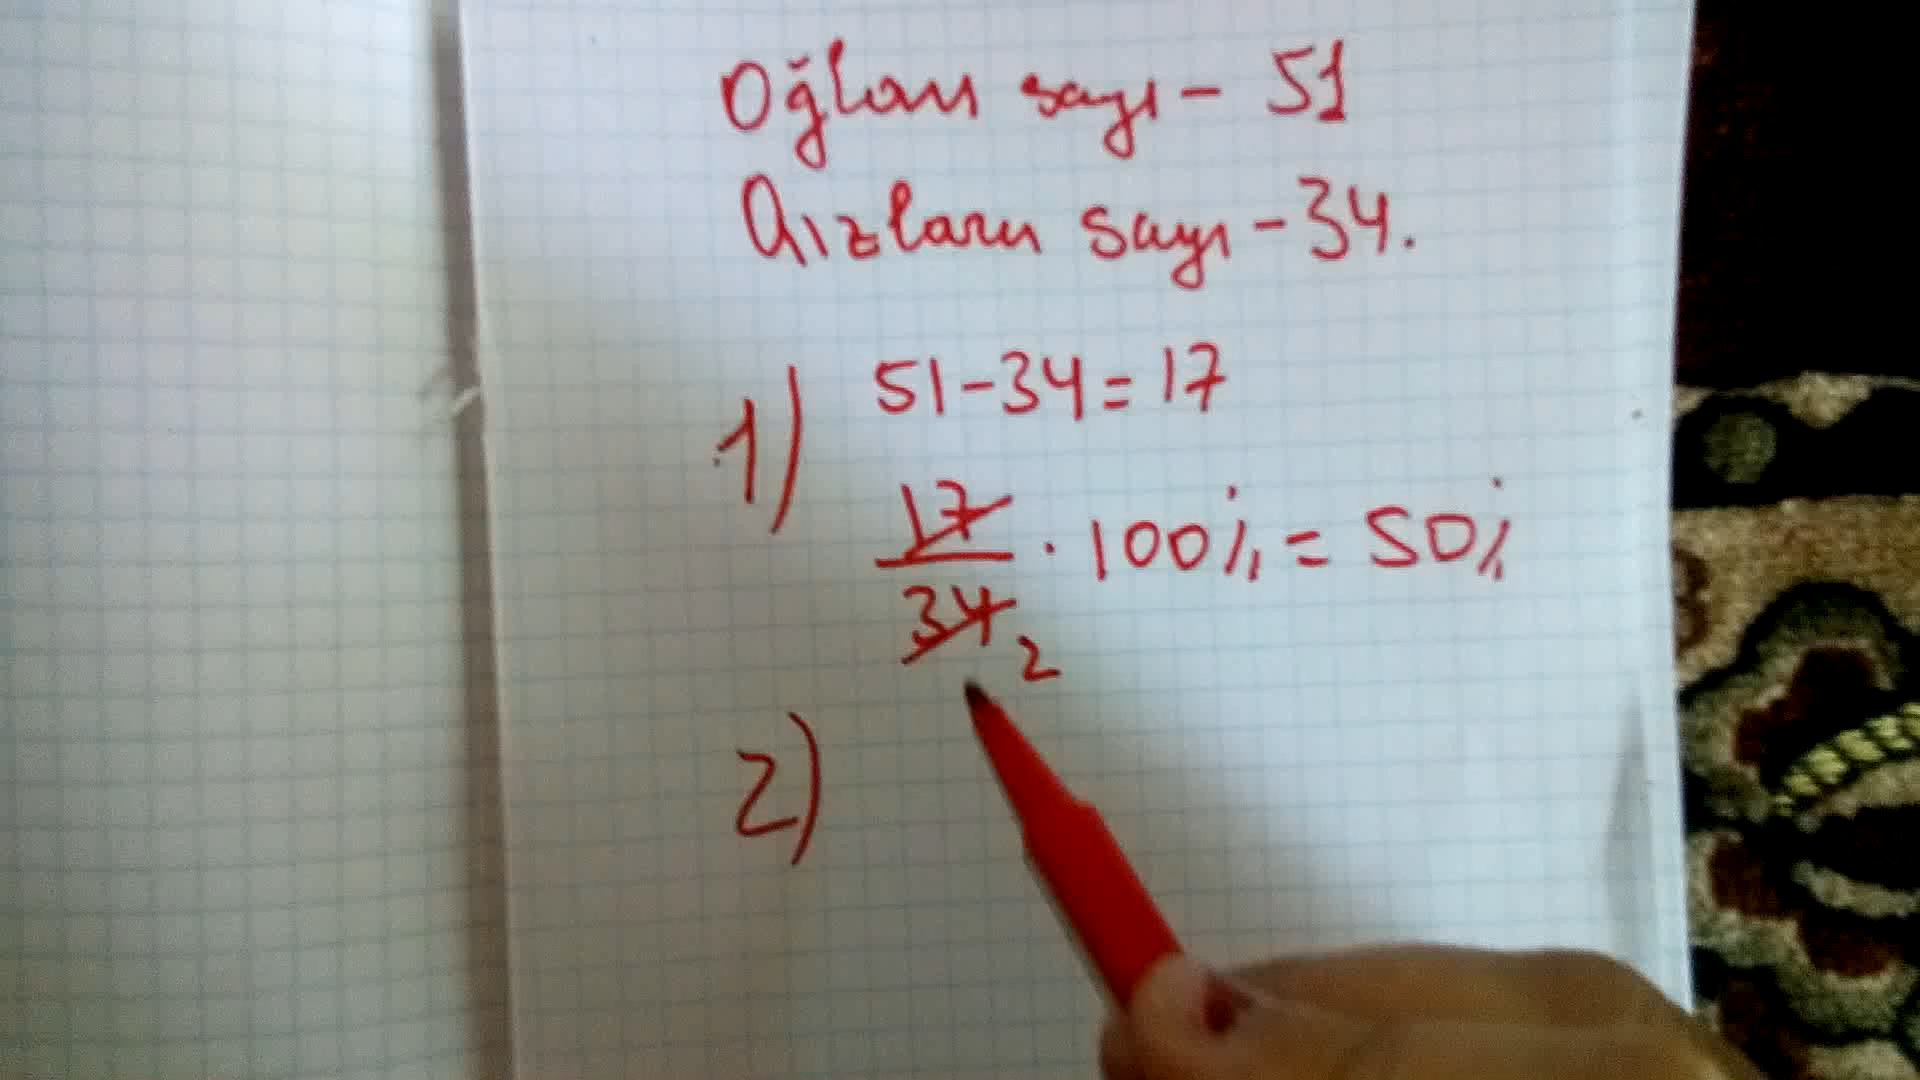 Oğlan sayı - 51
Qızların sayı - 34.
1) 51-34=17
17/34 2 · 100% = 50%
2)